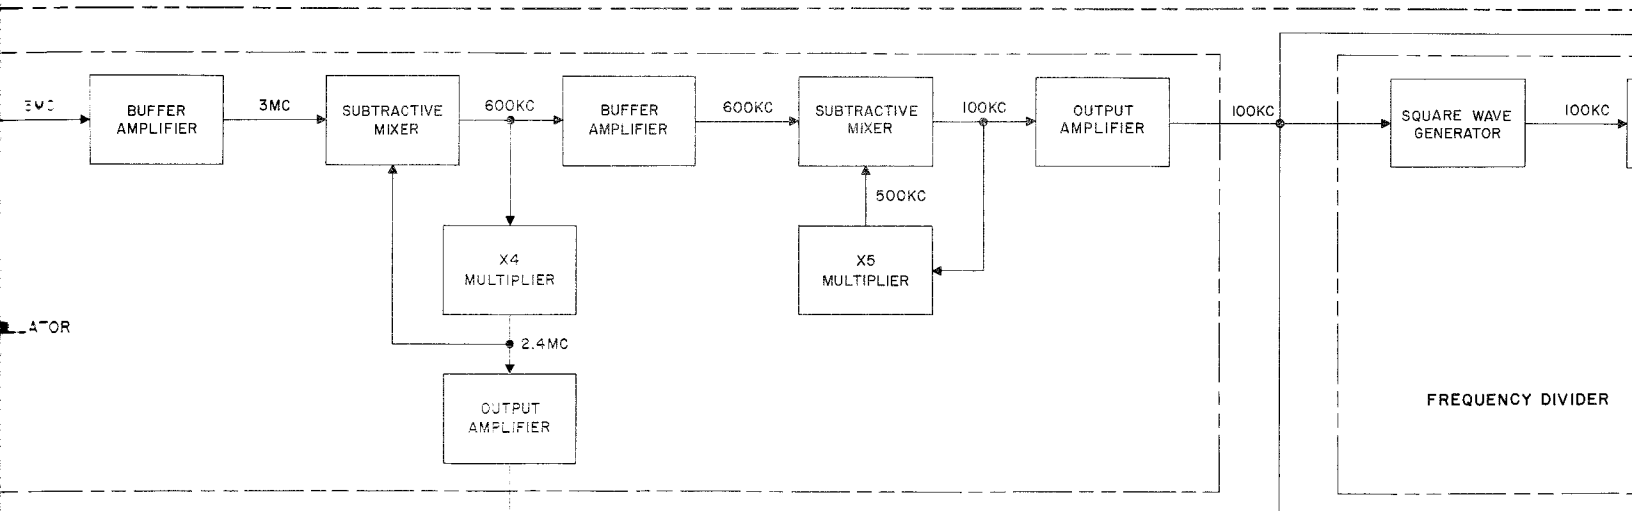 3MC
BUFFER
AMPLIFIER
3MC
SUBTRACTIVE
MIXER
600KC
BUFFER
AMPLIFIER
600KC
SUBTRACTIVE
MIXER
100KC
OUTPUT
AMPLIFIER
100KC
SQUARE WAVE
GENERATOR
100KC
500KC
X4
MULTIPLIER
X5
MULTIPLIER
2.4MC
OUTPUT
AMPLIFIER
FREQUENCY DIVIDER